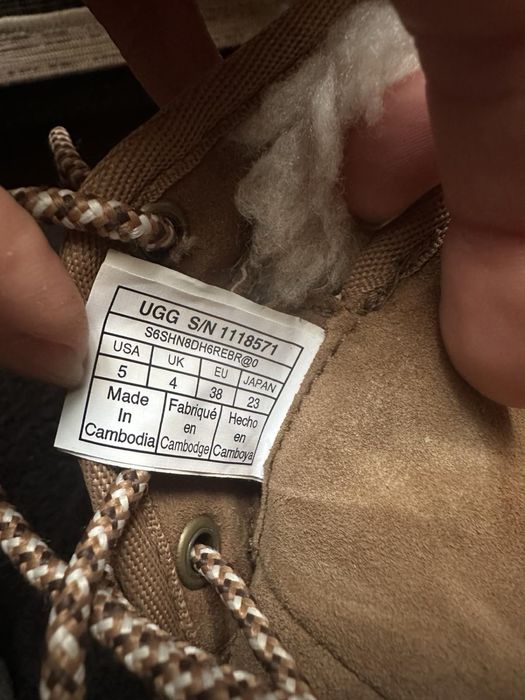 UGG S/N 1118571
S6SHN8DH6REBR@0
USA UK EU JAPAN
5 4 38 23
Made In Cambodia
Fabriqué en Cambodge
Hecho en Camboya